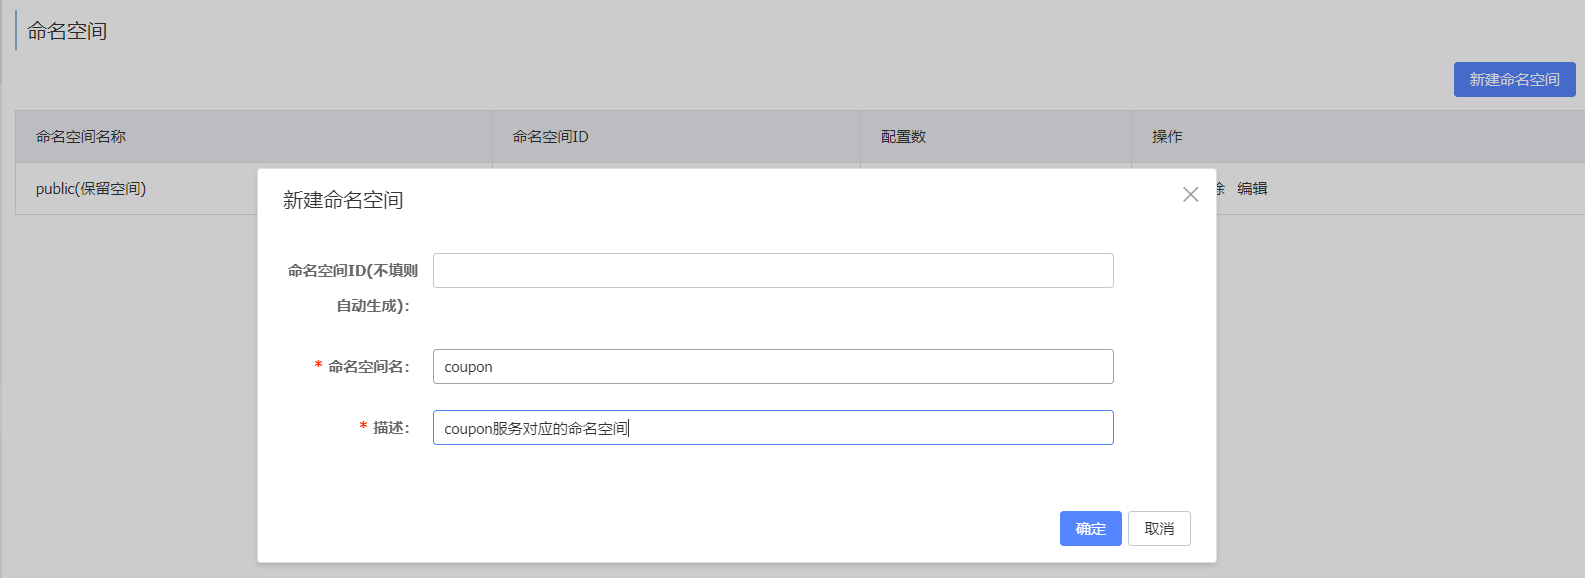 命名空间
新建命名空间
命名空间名称 命名空间ID 配置数 操作
public(保留空间) 编辑
新建命名空间
命名空间ID(不填则
自动生成)：
* 命名空间名： coupon
* 描述： coupon服务对应的命名空间
确定 取消